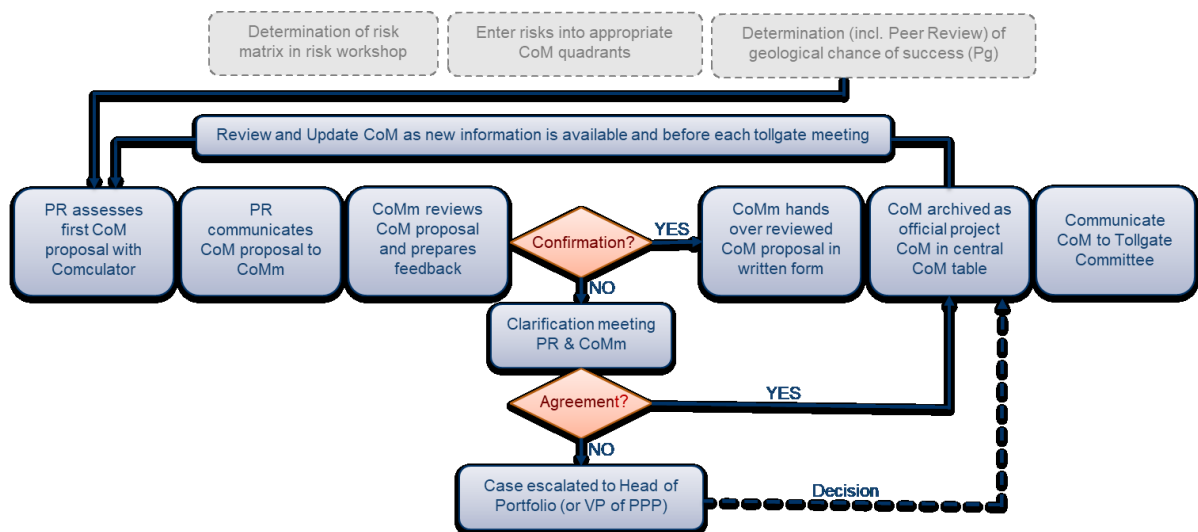 Determination of risk
matrix in risk workshop
Enter risks into appropriate
CoM quadrants
Determination (incl. Peer Review) of
geological chance of success (Pg)
Review and Update CoM as new information is available and before each tollgate meeting
PR assesses
first CoM
proposal with
Comculator
PR
communicates
CoM proposal to
CoMm
CoMm reviews
CoM proposal
and prepares
feedback
Confirmation?
YES
CoMm hands
over reviewed
CoM proposal in
written form
CoM archived as
official project
CoM in central
CoM table
Communicate
CoM to Tollgate
Committee
NO
Clarification meeting
PR & CoMm
Agreement?
YES
NO
Case escalated to Head of
Portfolio (or VP of PPP)
Decision